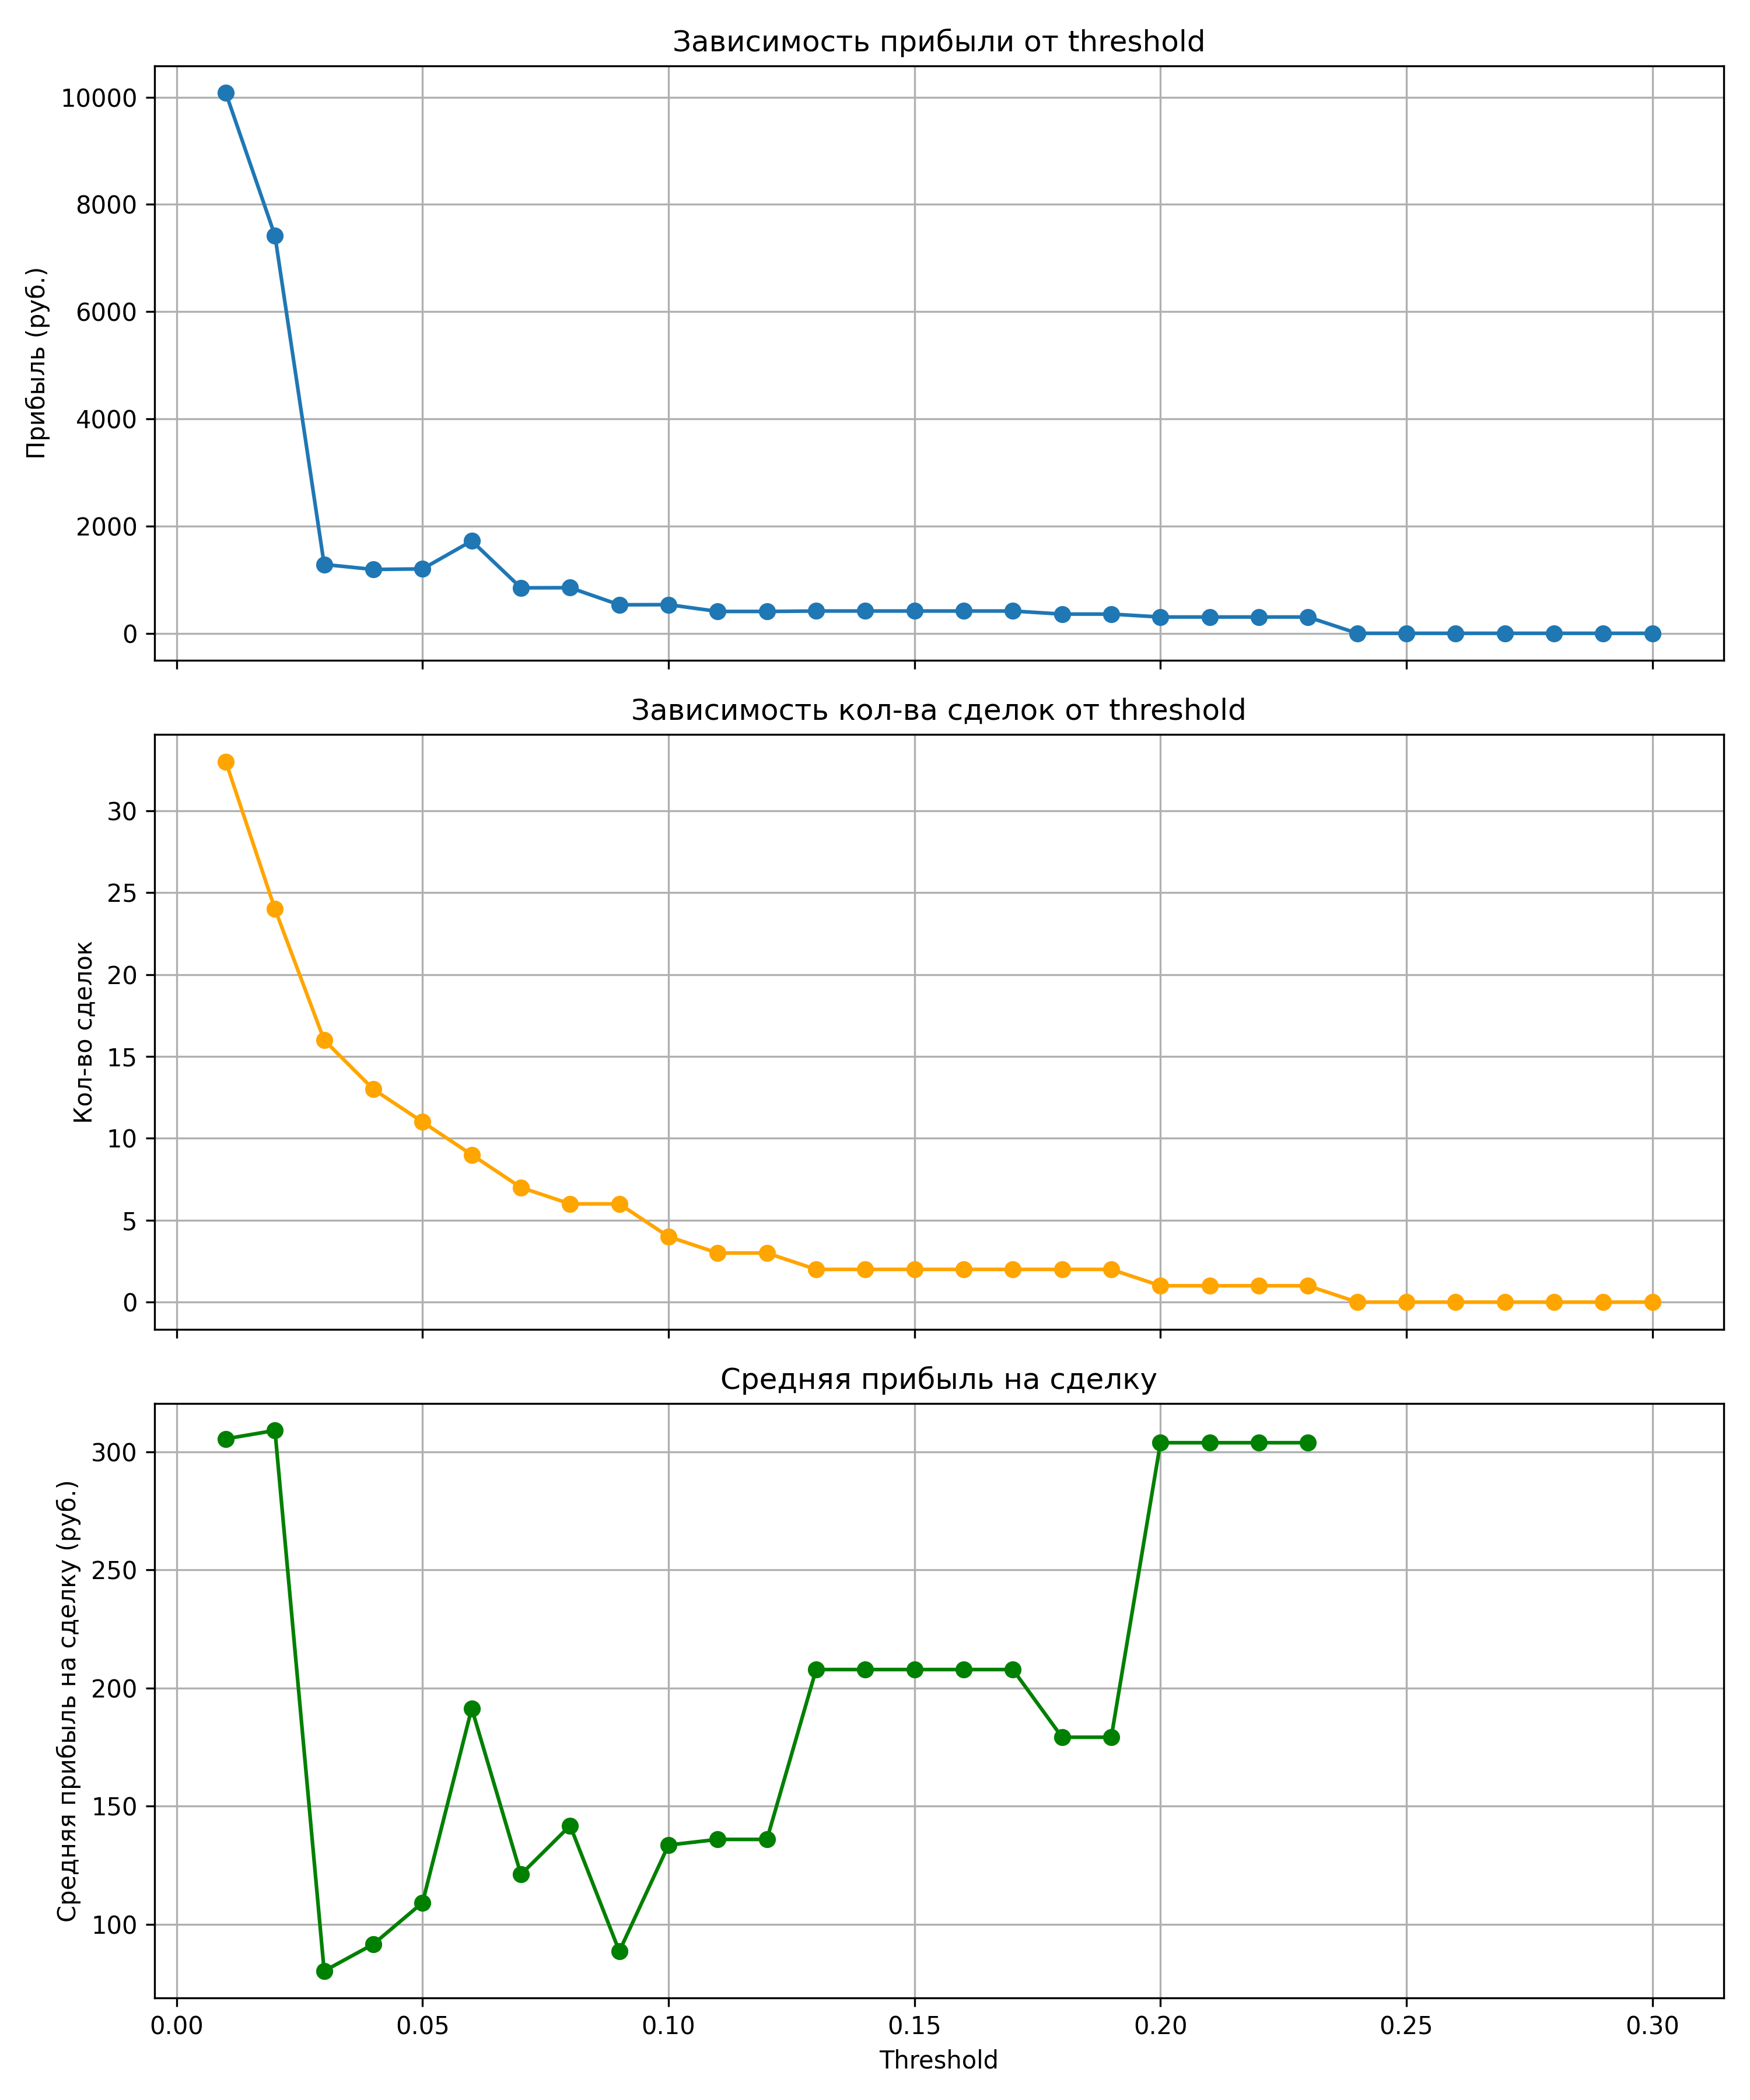 Зависимость прибыли от threshold
Прибыль (руб.)
10000
8000
6000
4000
2000
0
Зависимость кол-ва сделок от threshold
Кол-во сделок
30
25
20
15
10
5
0
Средняя прибыль на сделку
Средняя прибыль на сделку (руб.)
300
250
200
150
100
0.00 0.05 0.10 0.15 0.20 0.25 0.30
Threshold